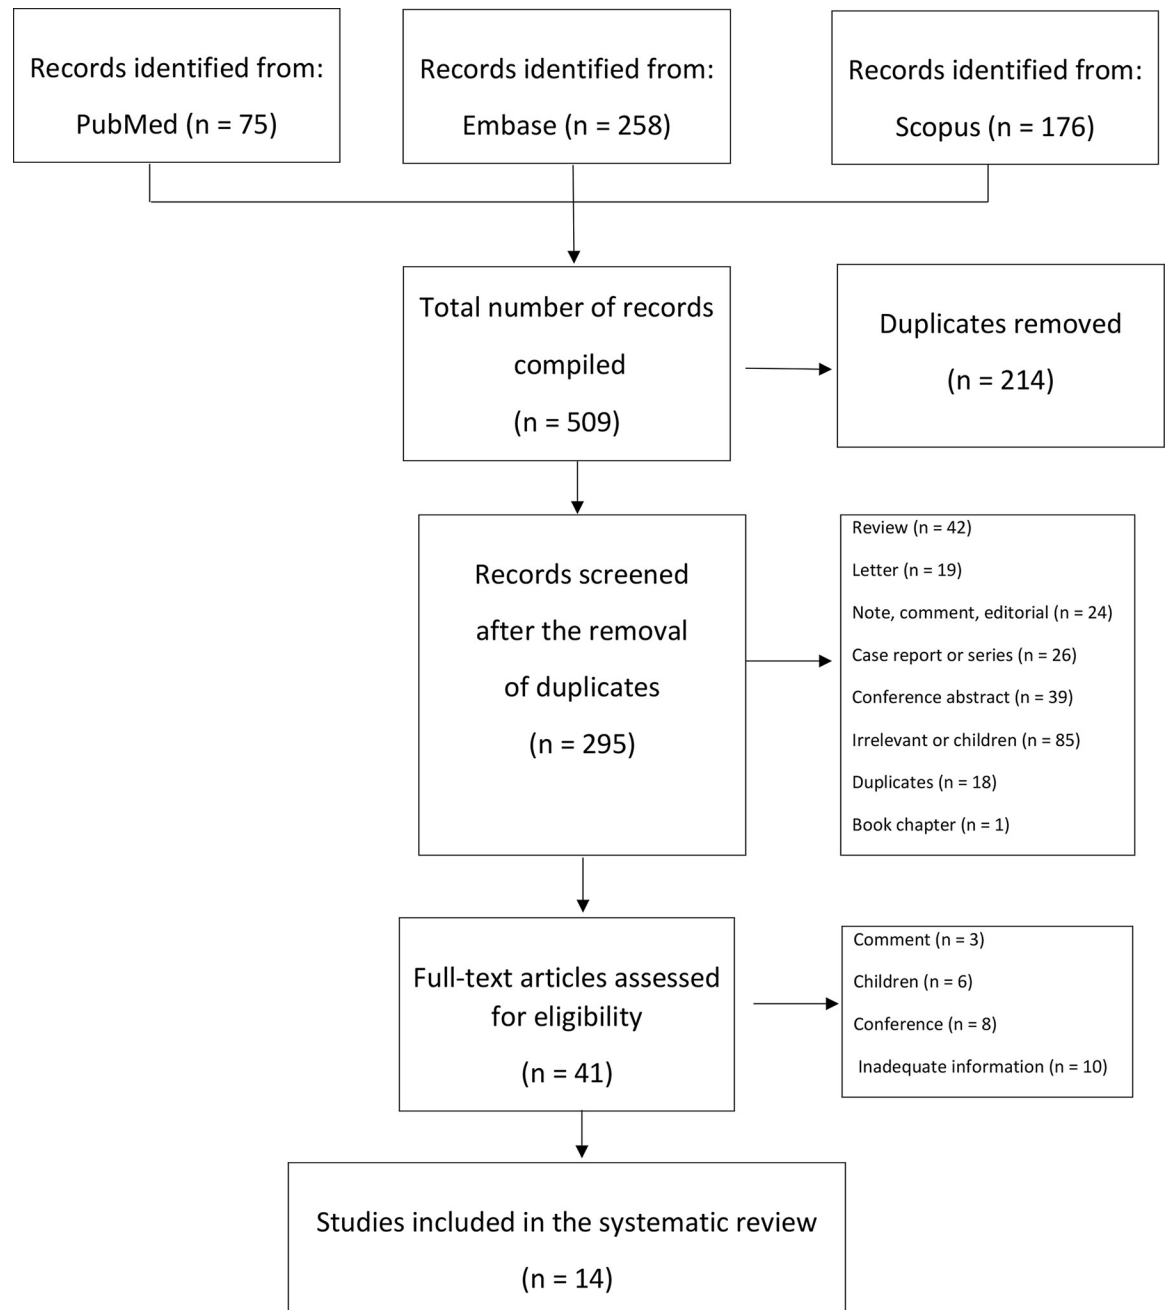 Records identified from:
PubMed (n = 75)
Records identified from:
Embase (n = 258)
Records identified from:
Scopus (n = 176)
Total number of records
compiled
(n = 509)
Duplicates removed
(n = 214)
Records screened
after the removal
of duplicates
(n = 295)
Review (n = 42)
Letter (n = 19)
Note, comment, editorial (n = 24)
Case report or series (n = 26)
Conference abstract (n = 39)
Irrelevant or children (n = 85)
Duplicates (n = 18)
Book chapter (n = 1)
Full-text articles assessed
for eligibility
(n = 41)
Comment (n = 3)
Children (n = 6)
Conference (n = 8)
Inadequate information (n = 10)
Studies included in the systematic review
(n = 14)